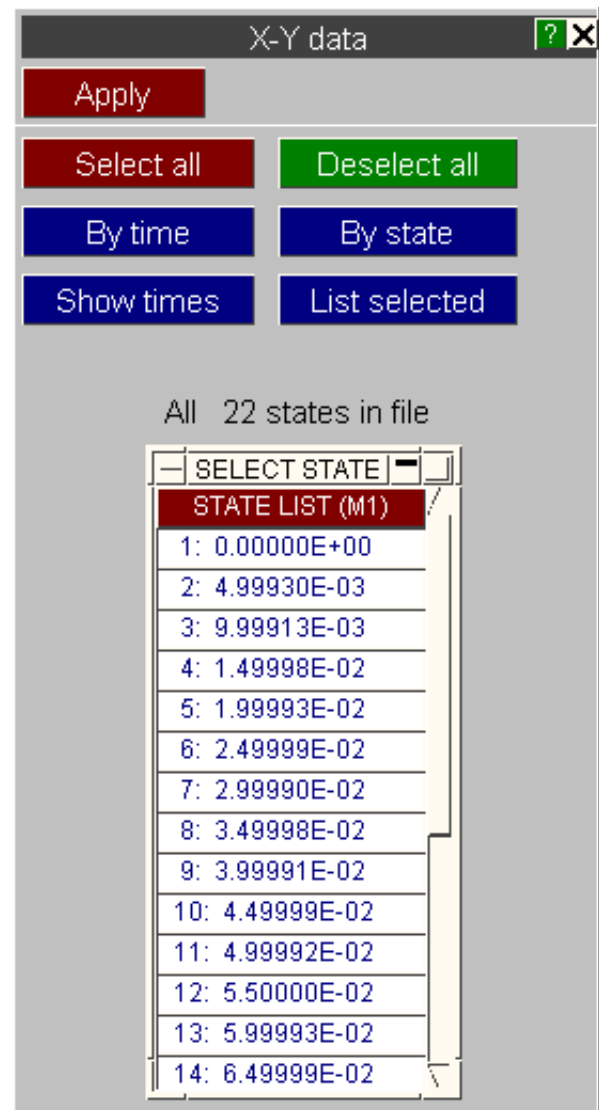 X-Y data ?
Apply
Select all Deselect all
By time By state
Show times List selected
All 22 states in file
SELECT STATE
STATE LIST (M1)
1: 0.00000E+00
2: 4.99930E-03
3: 9.99913E-03
4: 1.49998E-02
5: 1.99993E-02
6: 2.49999E-02
7: 2.99990E-02
8: 3.49998E-02
9: 3.99991E-02
10: 4.49999E-02
11: 4.99992E-02
12: 5.50000E-02
13: 5.99993E-02
14: 6.49999E-02